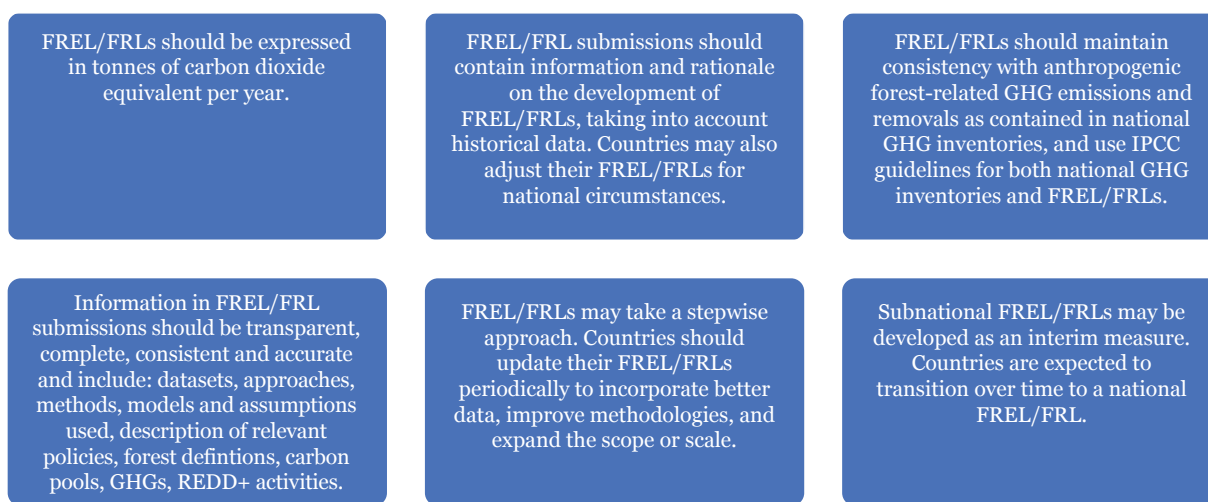 FREL/FRLs should be expressed
in tonnes of carbon dioxide
equivalent per year.
FREL/FRL submissions should
contain information and rationale
on the development of
FREL/FRLs, taking into account
historical data. Countries may also
adjust their FREL/FRLs for
national circumstances.
FREL/FRLs should maintain
consistency with anthropogenic
forest-related GHG emissions and
removals as contained in national
GHG inventories, and use IPCC
guidelines for both national GHG
inventories and FREL/FRLs.
Information in FREL/FRL
submissions should be transparent,
complete, consistent and accurate
and include: datasets, approaches,
methods, models and assumptions
used, description of relevant
policies, forest defintions, carbon
pools, GHGs, REDD+ activities.
FREL/FRLs may take a stepwise
approach. Countries should
update their FREL/FRLs
periodically to incorporate better
data, improve methodologies, and
expand the scope or scale.
Subnational FREL/FRLs may be
developed as an interim measure.
Countries are expected to
transition over time to a national
FREL/FRL.